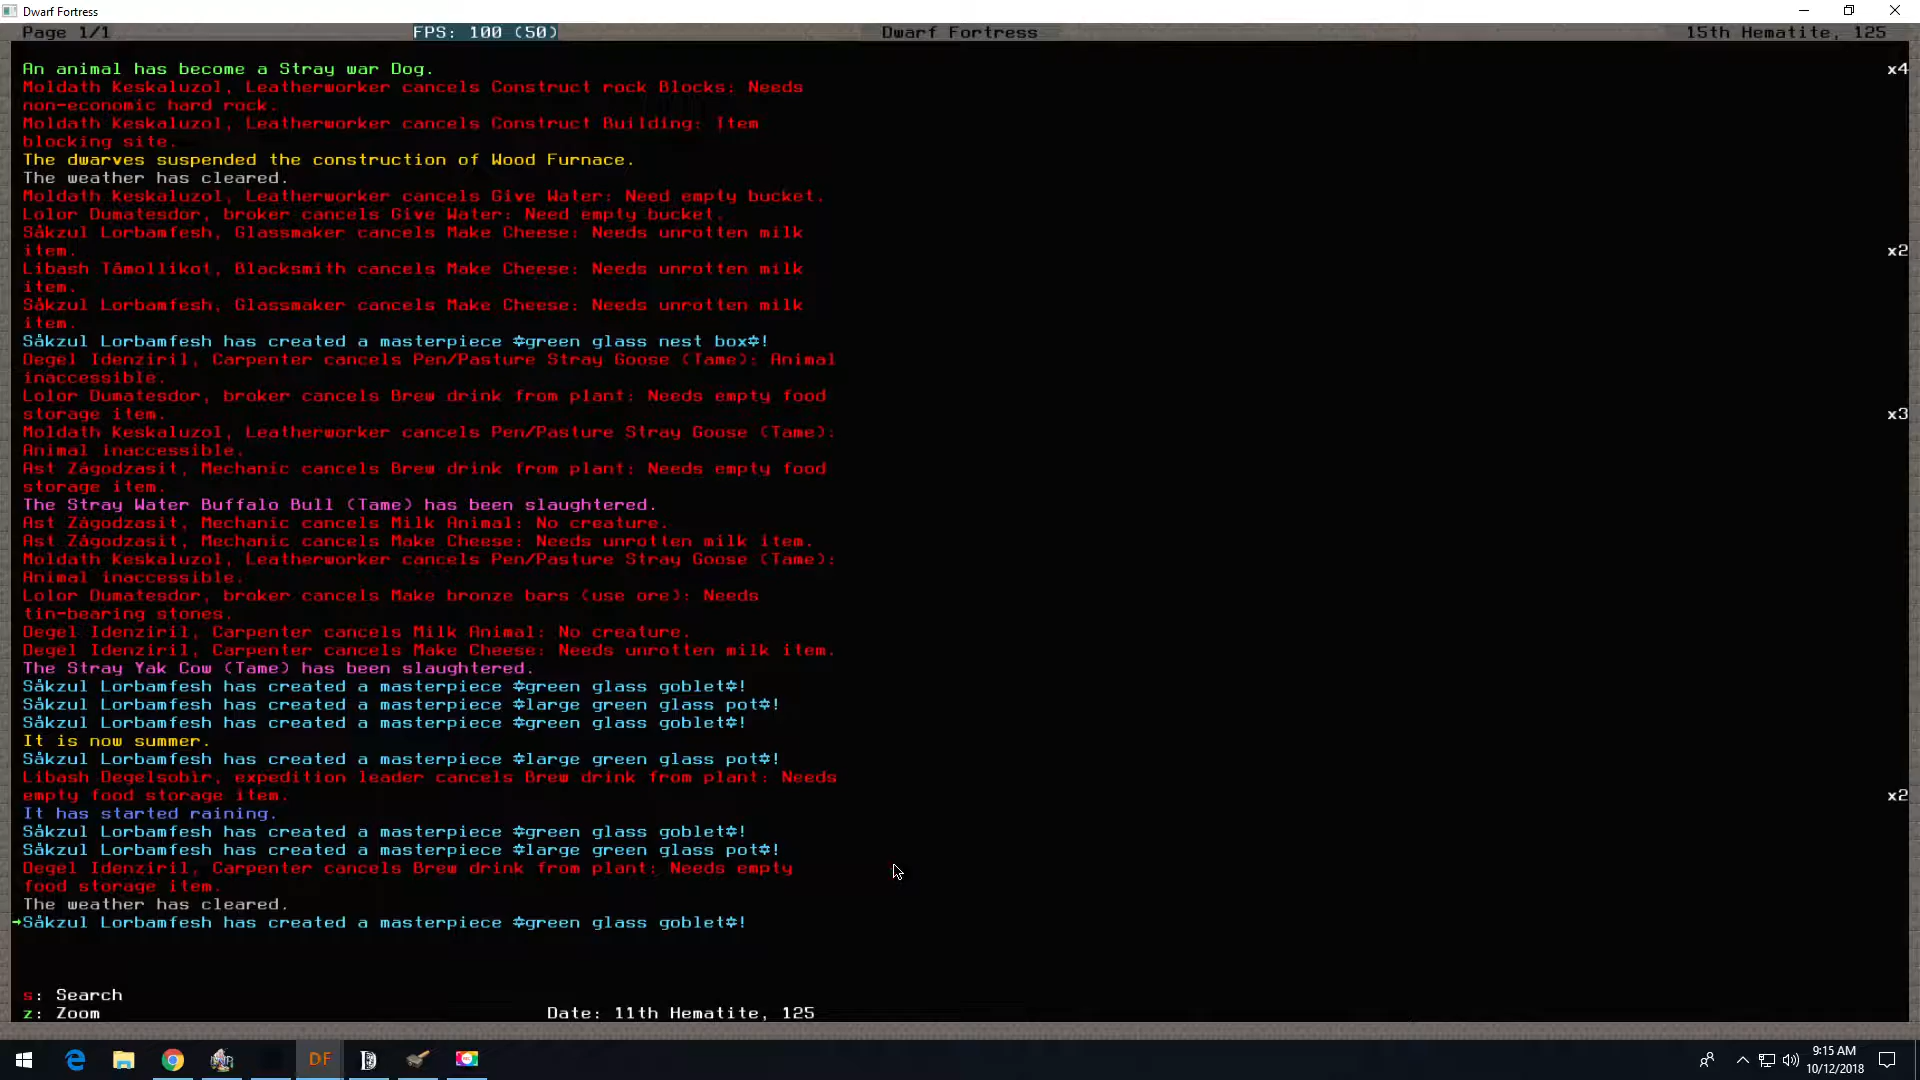 Dwarf Fortress
Page 1/1 FPS: 100 (50) Dwarf Fortress 15th Hematite, 125
An animal has become a Stray war Dog. x4
Moldath Keskaluzol, Leatherworker cancels Construct rock Blocks: Needs
non-economic hard rock.
Moldath Keskaluzol, Leatherworker cancels Construct Building: Item
blocking site.
The dwarves suspended the construction of Wood Furnace.
The weather has cleared.
Moldath Keskaluzol, Leatherworker cancels Give Water: Need empty bucket.
Lolor Dumatesdor, broker cancels Give Water: Need empty bucket.
Såkzul Lorbamfesh, Glassmaker cancels Make Cheese: Needs unrotten milk
item. x2
Libash Tåmollikot, Blacksmith cancels Make Cheese: Needs unrotten milk
item.
Såkzul Lorbamfesh, Glassmaker cancels Make Cheese: Needs unrotten milk
item.
Såkzul Lorbamfesh has created a masterpiece ☼green glass nest box☼!
Degel Idenziril, Carpenter cancels Pen/Pasture Stray Goose (Tame): Animal
inaccessible.
Lolor Dumatesdor, broker cancels Brew drink from plant: Needs empty food
storage item. x3
Moldath Keskaluzol, Leatherworker cancels Pen/Pasture Stray Goose (Tame):
Animal inaccessible.
Ast Zågodzasit, Mechanic cancels Brew drink from plant: Needs empty food
storage item.
The Stray Water Buffalo Bull (Tame) has been slaughtered.
Ast Zågodzasit, Mechanic cancels Milk Animal: No creature.
Ast Zågodzasit, Mechanic cancels Make Cheese: Needs unrotten milk item.
Moldath Keskaluzol, Leatherworker cancels Pen/Pasture Stray Goose (Tame):
Animal inaccessible.
Lolor Dumatesdor, broker cancels Make bronze bars (use ore): Needs
tin-bearing stones.
Degel Idenziril, Carpenter cancels Milk Animal: No creature.
Degel Idenziril, Carpenter cancels Make Cheese: Needs unrotten milk item.
The Stray Yak Cow (Tame) has been slaughtered.
Såkzul Lorbamfesh has created a masterpiece ☼green glass goblet☼!
Såkzul Lorbamfesh has created a masterpiece ☼large green glass pot☼!
Såkzul Lorbamfesh has created a masterpiece ☼green glass goblet☼!
It is now summer.
Såkzul Lorbamfesh has created a masterpiece ☼large green glass pot☼!
Libash Degelsobìr, expedition leader cancels Brew drink from plant: Needs
empty food storage item. x2
It has started raining.
Såkzul Lorbamfesh has created a masterpiece ☼green glass goblet☼!
Såkzul Lorbamfesh has created a masterpiece ☼large green glass pot☼!
Degel Idenziril, Carpenter cancels Brew drink from plant: Needs empty
food storage item.
The weather has cleared.
→Såkzul Lorbamfesh has created a masterpiece ☼green glass goblet☼!
s: Search
z: Zoom Date: 11th Hematite, 125
DF
9:15 AM
10/12/2018